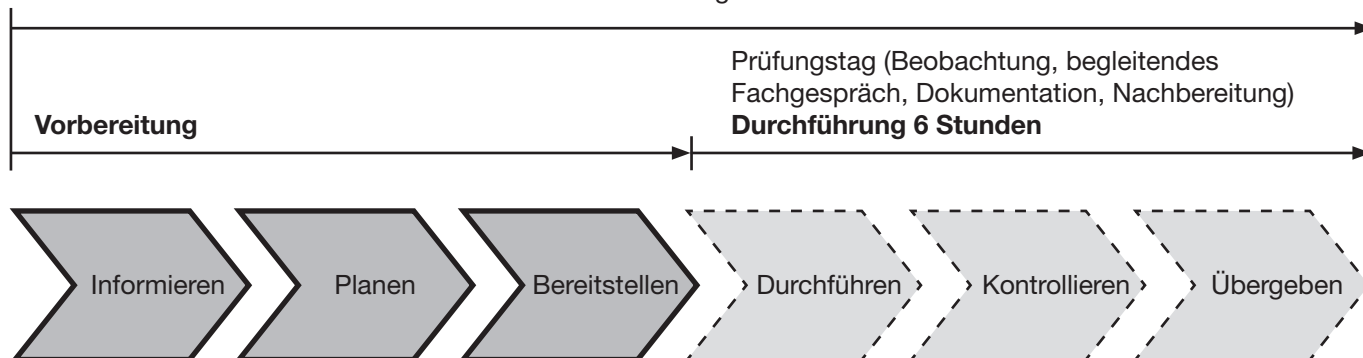 Prüfungstag (Beobachtung, begleitendes
Fachgespräch, Dokumentation, Nachbereitung)
Vorbereitung
Durchführung 6 Stunden
Informieren
Planen
Bereitstellen
Durchführen
Kontrollieren
Übergeben